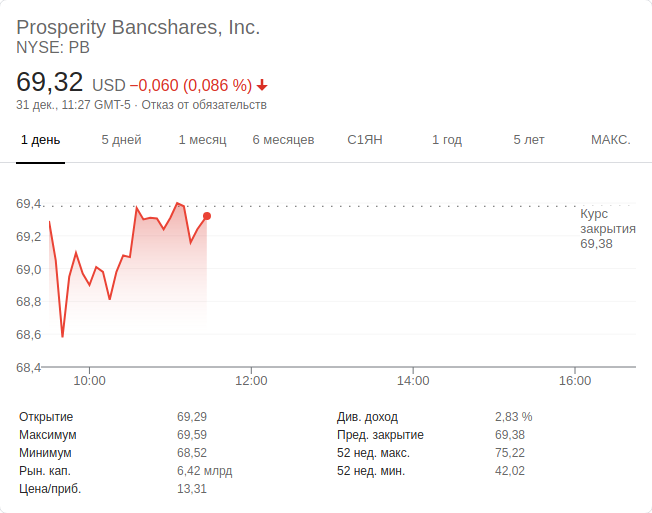 Prosperity Bancshares, Inc.
NYSE: PB
69,32 USD −0,060 (0,086 %)
31 дек., 11:27 GMT-5 · Отказ от обязательств
1 день 5 дней 1 месяц 6 месяцев С1ЯН 1 год 5 лет МАКС.
69,4
Курс
закрытия
69,38
69,2
69,0
68,8
68,6
68,4
10:00 12:00 14:00 16:00
Открытие 69,29 Див. доход 2,83 %
Максимум 69,59 Пред. закрытие 69,38
Минимум 68,52 52 нед. макс. 75,22
Рын. кап. 6,42 млрд 52 нед. мин. 42,02
Цена/приб. 13,31